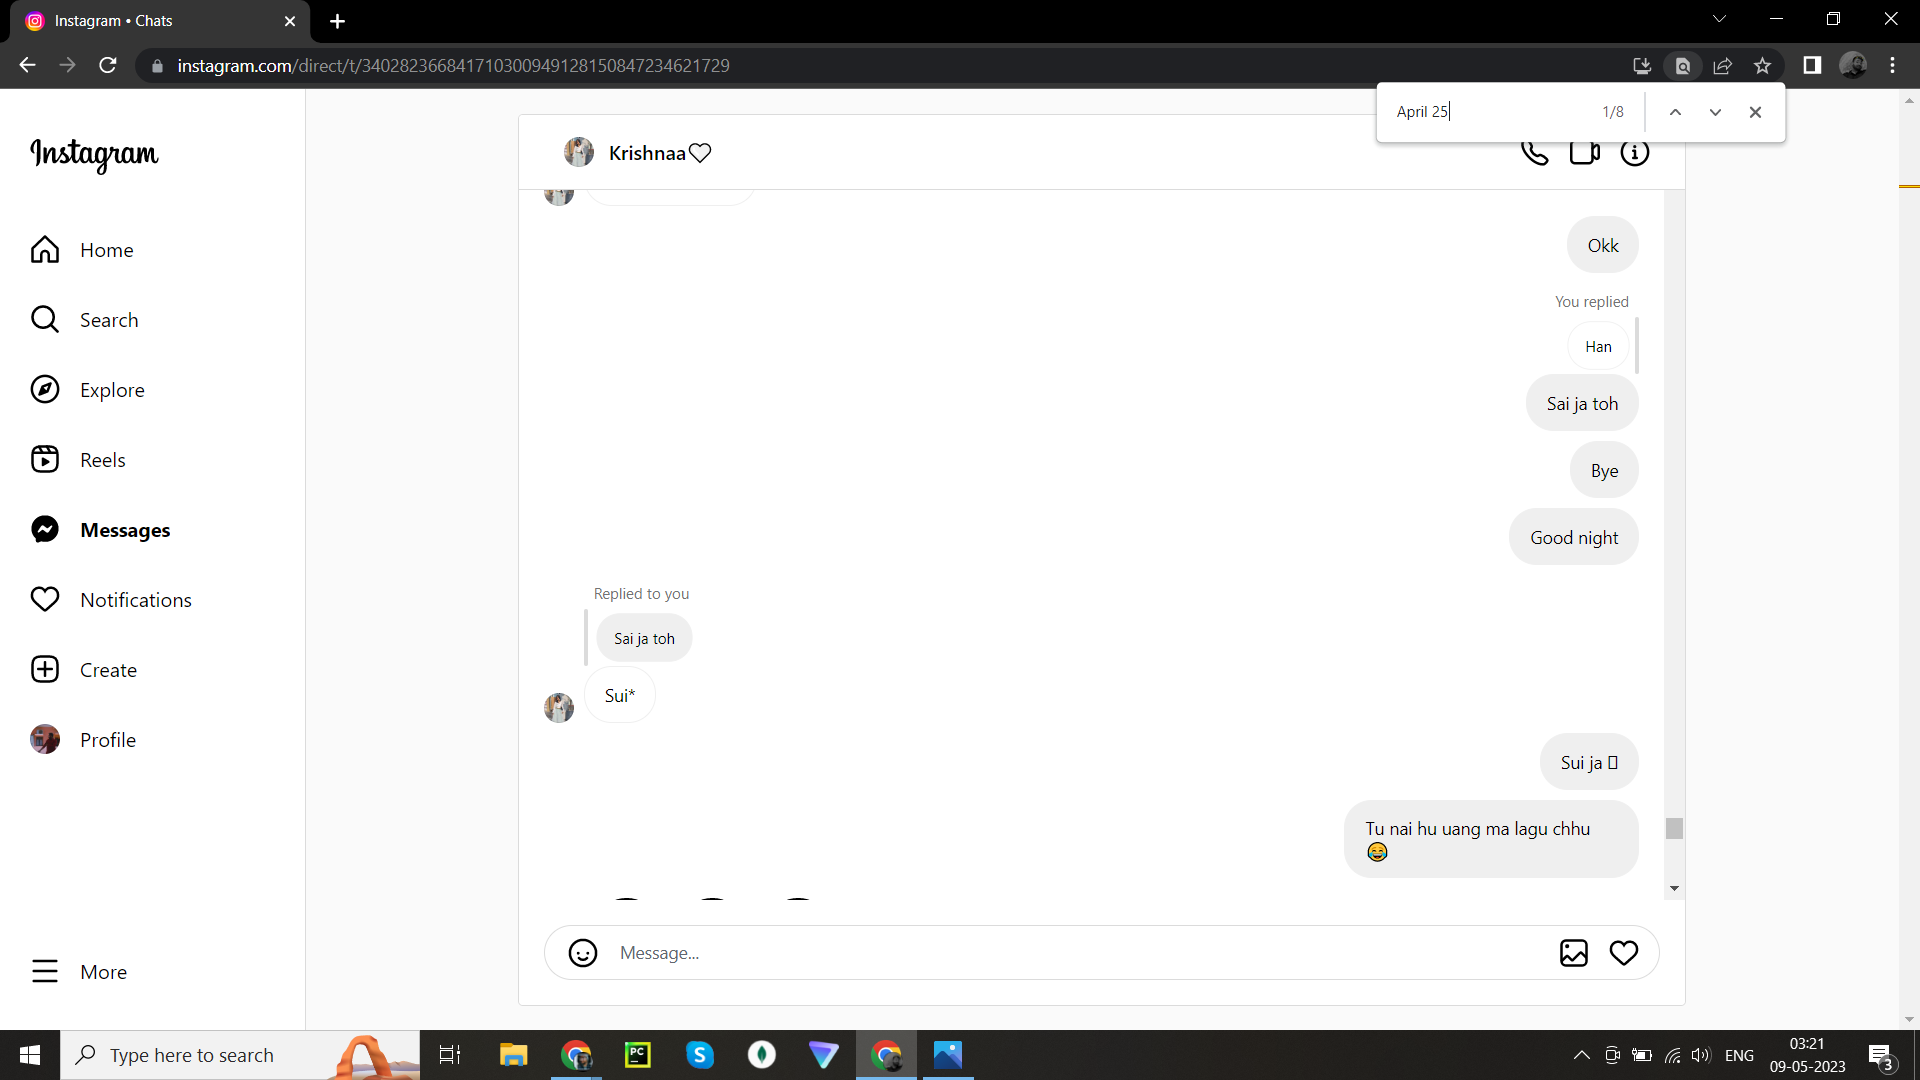 Instagram • Chats
instagram.com/direct/t/340282366841710300949128150847234621729
April 25
1/8
Instagram
Krishnaa♡
Okk
Home
You replied
Search
Han
Explore
Sai ja toh
Reels
Bye
Messages
Good night
Notifications
Replied to you
Sai ja toh
Create
Sui*
Profile
Sui ja
Tu nai hu uang ma lagu chhu
😂
Message...
More
Type here to search
PC
S
ENG
03:21
09-05-2023
3